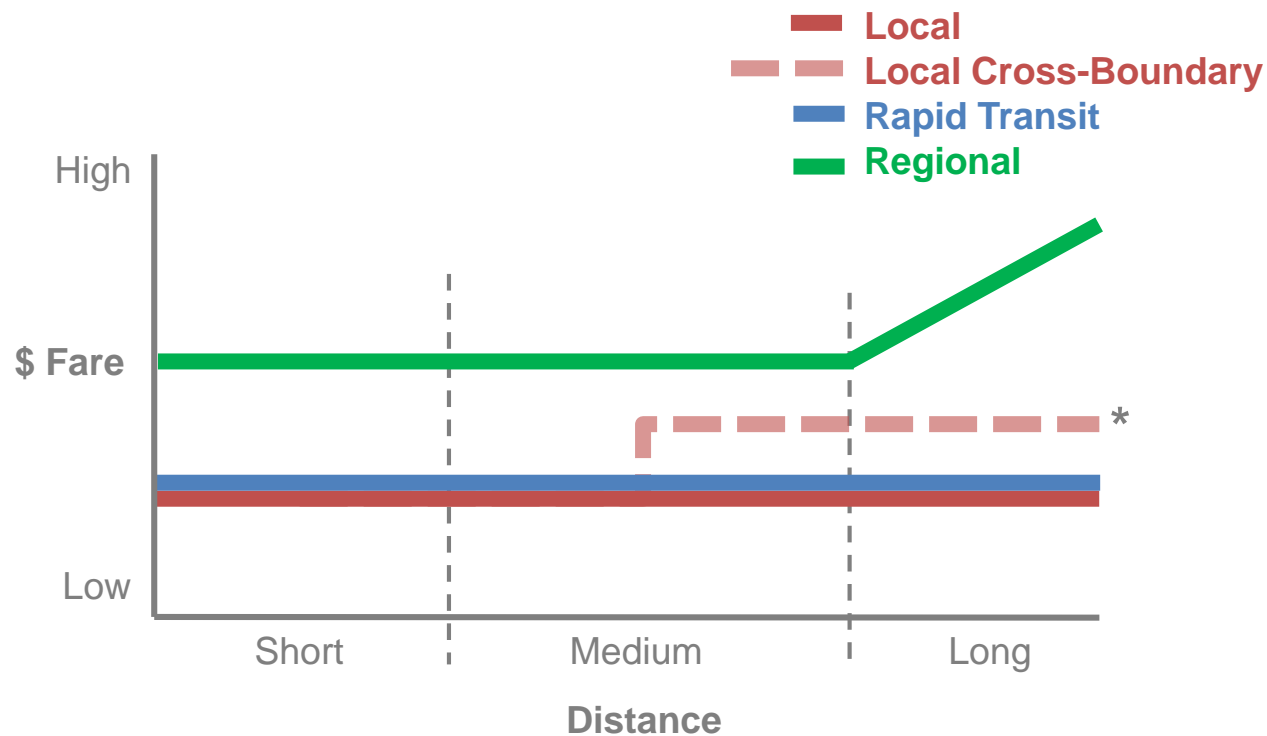 Local
Local Cross-Boundary
Rapid Transit
Regional
High
$ Fare
*
Low
Short Medium Long
Distance